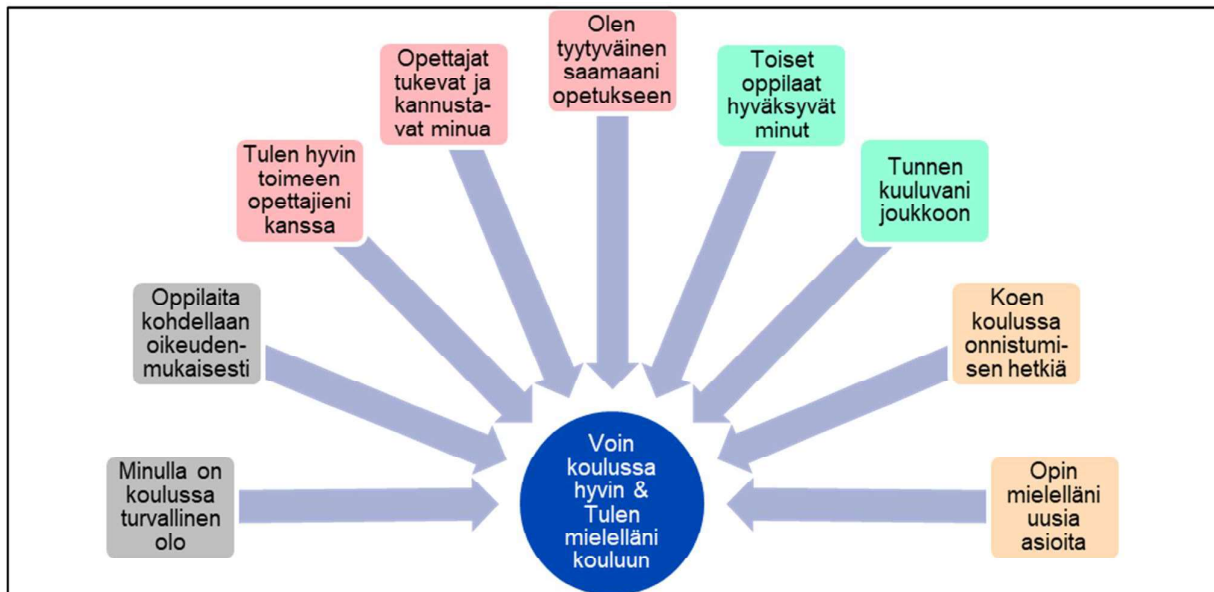 Minulla on
koulussa
turvallinen
olo
Oppilaita
kohdellaan
oikeuden-
mukaisesti
Tulen hyvin
toimeen
opettajieni
kanssa
Opettajat
tukevat ja
kannusta-
vat minua
Olen
tyytyväinen
saamaani
opetukseen
Toiset
oppilaat
hyväksyvät
minut
Tunnen
kuuluvani
joukkoon
Koen
koulussa
onnistumi-
sen hetkiä
Opin
mielelläni
uusia
asioita
Voin
koulussa
hyvin &
Tulen
mielelläni
kouluun